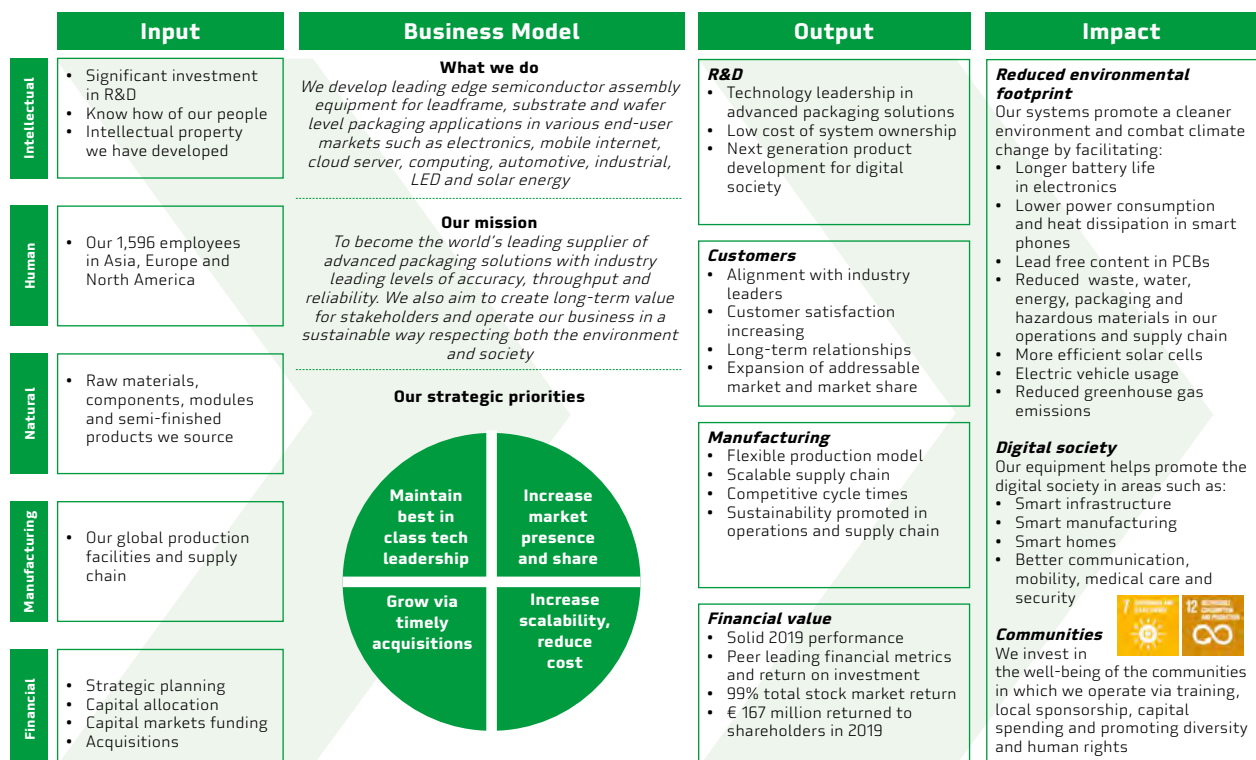 Input
Business Model
Output
Impact
Intellectual
• Significant investment
in R&D
• Know how of our people
• Intellectual property
we have developed
Human
• Our 1,596 employees
in Asia, Europe and
North America
Natural
• Raw materials,
components, modules
and semi-finished
products we source
Manufacturing
• Our global production
facilities and supply
chain
Financial
• Strategic planning
• Capital allocation
• Capital markets funding
• Acquisitions
What we do
We develop leading edge semiconductor assembly
equipment for leadframe, substrate and wafer
level packaging applications in various end-user
markets such as electronics, mobile internet,
cloud server, computing, automotive, industrial,
LED and solar energy
Our mission
To become the world's leading supplier of
advanced packaging solutions with industry
leading levels of accuracy, throughput and
reliability. We also aim to create long-term value
for stakeholders and operate our business in a
sustainable way respecting both the environment
and society
Our strategic priorities
Maintain
best in
class tech
leadership
Increase
market
presence
and share
Grow via
timely
acquisitions
Increase
scalability,
reduce
cost
R&D
• Technology leadership in
advanced packaging solutions
• Low cost of system ownership
• Next generation product
development for digital
society
Customers
• Alignment with industry
leaders
• Customer satisfaction
increasing
• Long-term relationships
• Expansion of addressable
market and market share
Manufacturing
• Flexible production model
• Scalable supply chain
• Competitive cycle times
• Sustainability promoted in
operations and supply chain
Financial value
• Solid 2019 performance
• Peer leading financial metrics
and return on investment
• 99% total stock market return
• € 167 million returned to
shareholders in 2019
Reduced environmental
footprint
Our systems promote a cleaner
environment and combat climate
change by facilitating:
• Longer battery life
in electronics
• Lower power consumption
and heat dissipation in smart
phones
• Lead free content in PCBs
• Reduced waste, water,
energy, packaging and
hazardous materials in our
operations and supply chain
• More efficient solar cells
• Electric vehicle usage
• Reduced greenhouse gas
emissions
Digital society
Our equipment helps promote the
digital society in areas such as:
• Smart infrastructure
• Smart manufacturing
• Smart homes
• Better communication,
mobility, medical care and
security
7
12
Communities
We invest in
the well-being of the communities
in which we operate via training,
local sponsorship, capital
spending and promoting diversity
and human rights